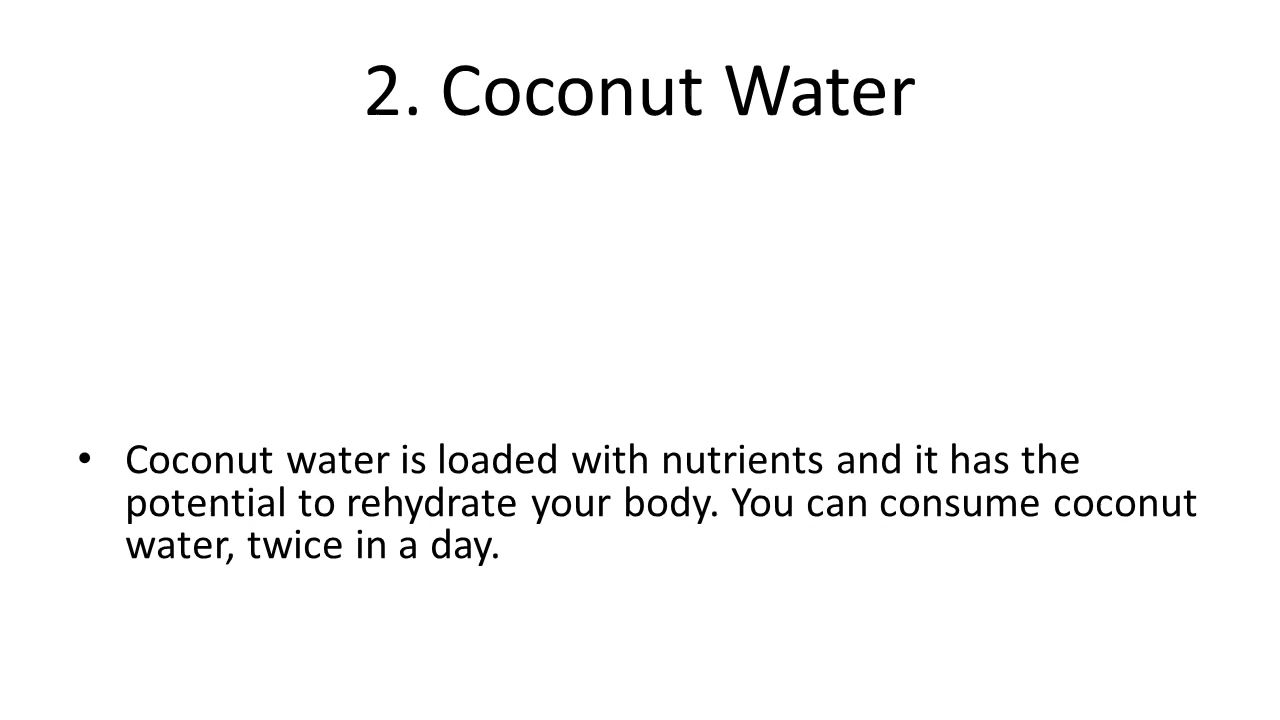 2. Coconut Water
• Coconut water is loaded with nutrients and it has the
potential to rehydrate your body. You can consume coconut
water, twice in a day.